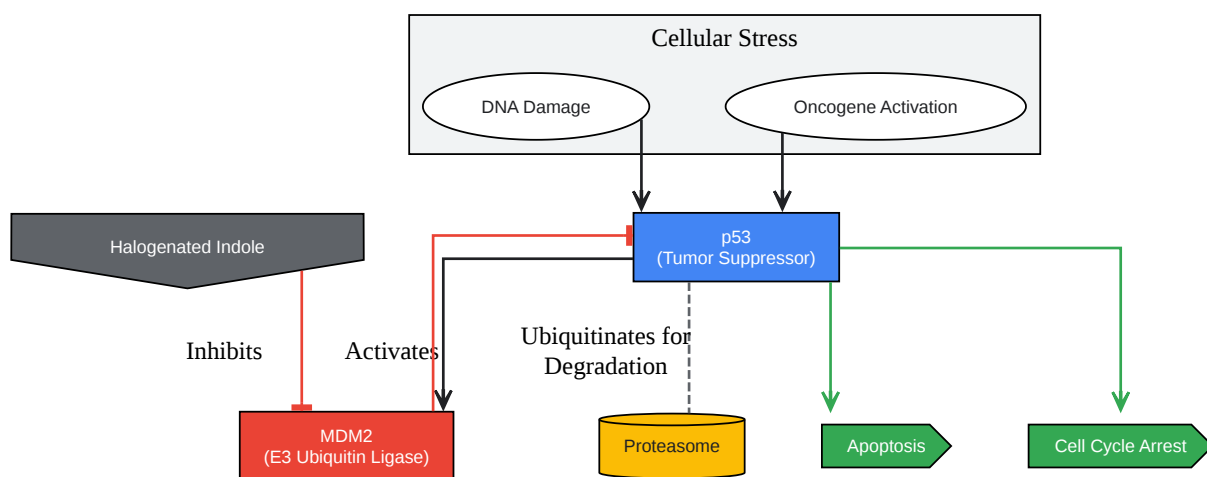 Cellular Stress
DNA Damage
Oncogene Activation
Halogenated Indole
p53
(Tumor Suppressor)
Inhibits
Activates
Ubiquitinates for
Degradation
MDM2
(E3 Ubiquitin Ligase)
Proteasome
Apoptosis
Cell Cycle Arrest